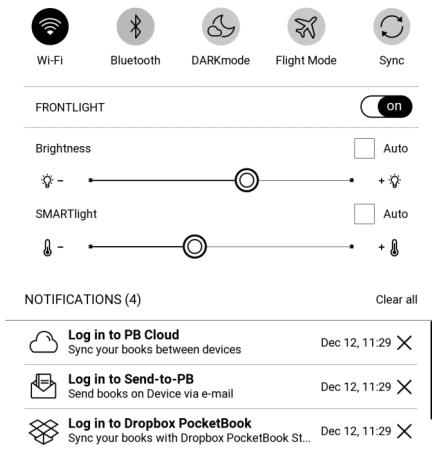 Wi-Fi Bluetooth DARKmode Flight Mode Sync
FRONTLIGHT on
Brightness Auto
- +
SMARTlight Auto
- +
NOTIFICATIONS (4) Clear all
Log in to PB Cloud
Sync your books between devices Dec 12, 11:29
Log in to Send-to-PB
Send books on Device via e-mail Dec 12, 11:29
Log in to Dropbox PocketBook
Sync your books with Dropbox PocketBook St... Dec 12, 11:29